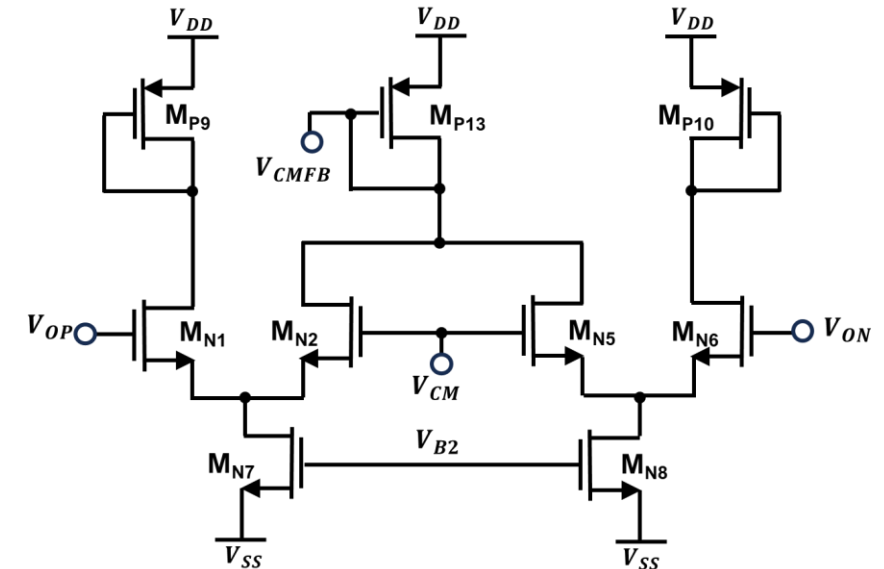 V_DD V_DD V_DD
M_P9 M_P13 M_P10
V_CMFB
V_OP M_N1 M_N2 M_N5 M_N6 V_ON
V_CM
M_N7 V_B2 M_N8
V_SS V_SS